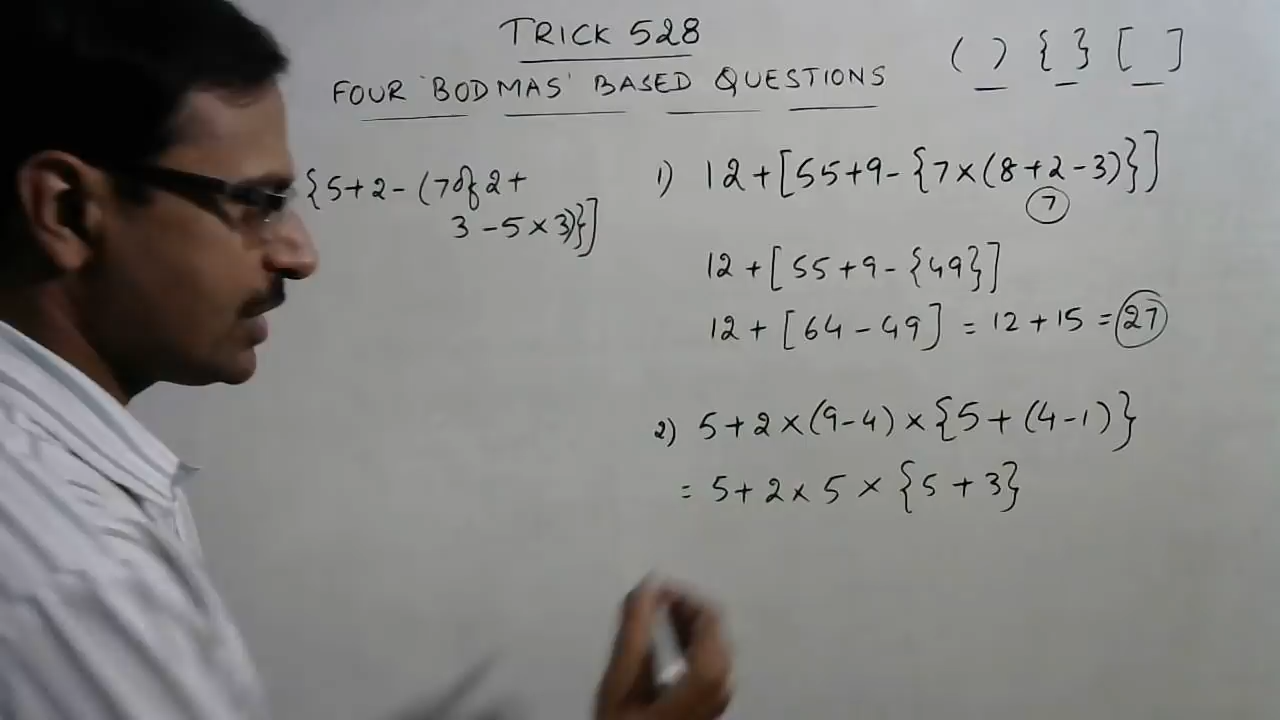 TRICK 528
FOUR 'BODMAS' BASED QUESTIONS
( ) { } [ ]
{5+2-(7of2+
3-5×3)}]
1) 12+[55+9-{7×(8+2-3)}]
7
12+[55+9-{49}]
12+[64-49]=12+15=27
2) 5+2×(9-4)×{5+(4-1)}
=5+2×5×{5+3}